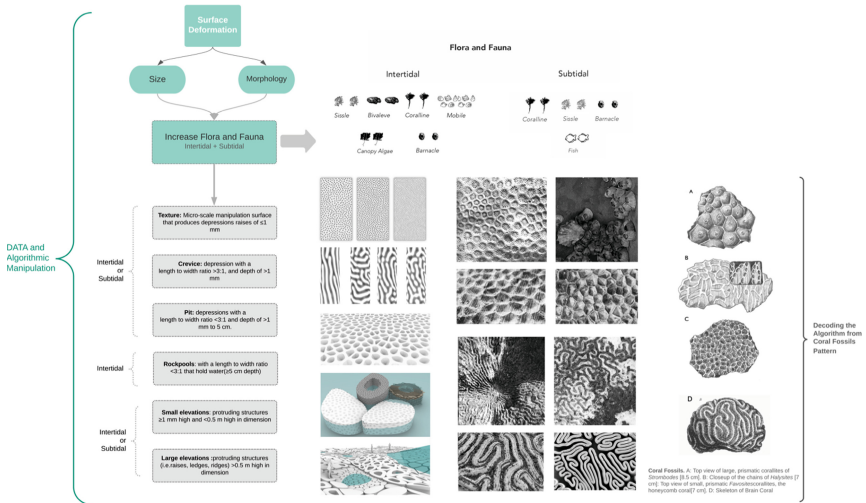 Surface
Deformation
Size
Morphology
Increase Flora and Fauna
Intertidal + Subtidal
Flora and Fauna
Intertidal
Subtidal
Sissle
Bivaleve
Coralline
Mobile
Canopy Algae
Barnacle
Coralline
Sissle
Barnacle
Fish
DATA and
Algorithmic
Manipulation
Intertidal
or
Subtidal
Texture: Micro-scale manipulation surface
that produces depressions raises of ≤1
mm
Crevice: depression with a
length to width ratio >3:1, and depth of >1
mm
Pit: depressions with a
length to width ratio <3:1 and depth of >1
mm to 5 cm.
Intertidal
Rockpools: with a length to width ratio
<3:1 that hold water(≥5 cm depth)
Intertidal
or
Subtidal
Small elevations: protruding structures
≥1 mm high and <0.5 m high in dimension
Large elevations :protruding structures
(i.e.raises, ledges, ridges) >0.5 m high in
dimension
A
B
C
D
Decoding the
Algorithm from
Coral Fossils
Pattern
Coral Fossils. A: Top view of large, prismatic corallites of
Strombodes [9.5 cm], B: Closeup of the chains of Halysites [7
cm]: Top view of small, prismatic Favositescorallites, the
honeycomb coral[7 cm]. D: Skeleton of Brain Coral